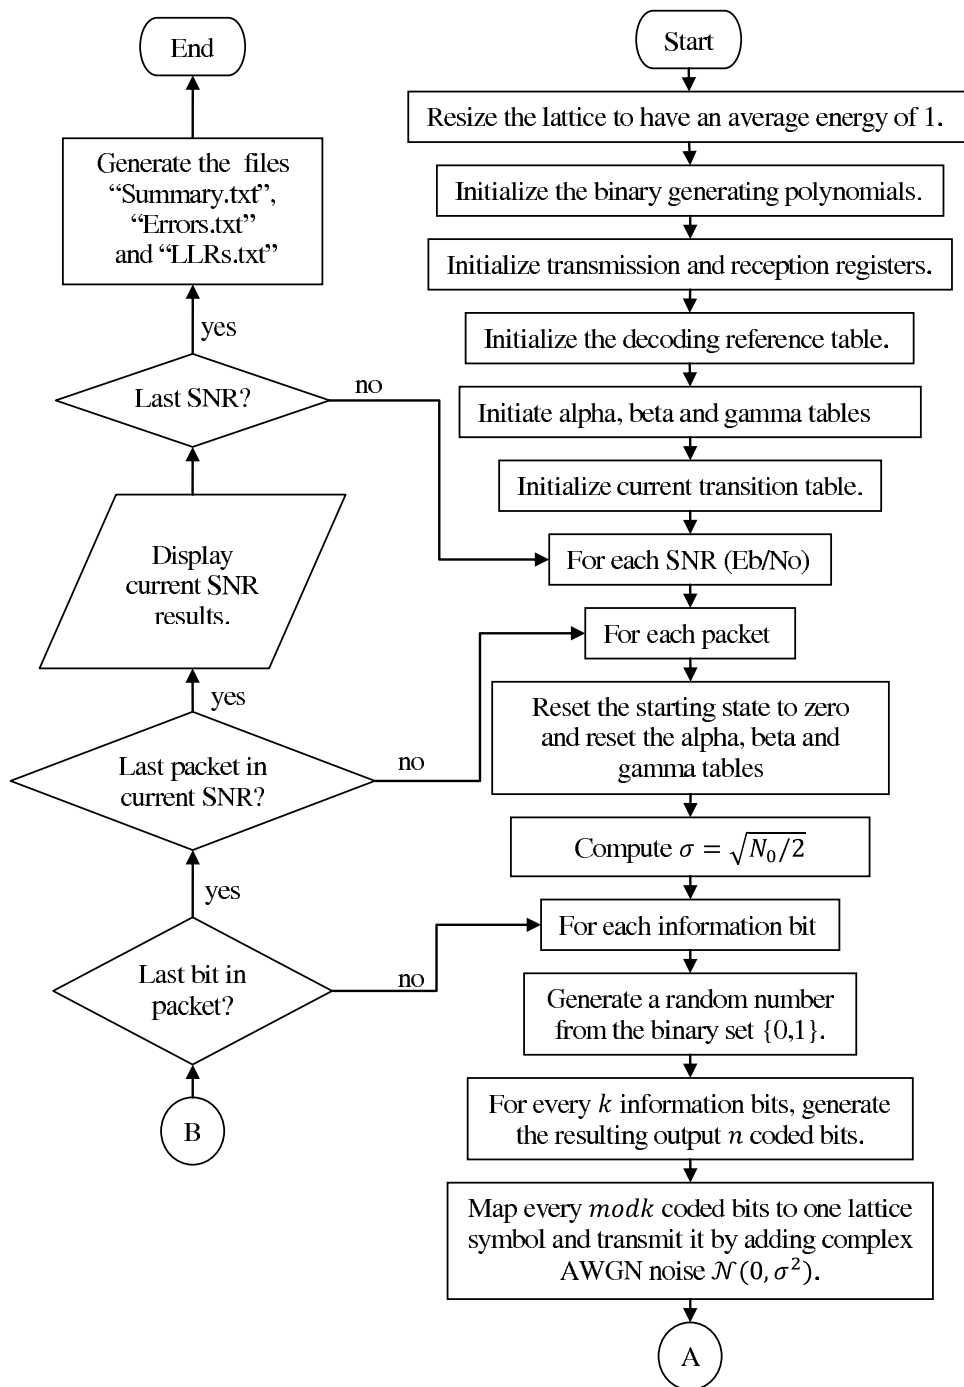 Start
Resize the lattice to have an average energy of 1.
Initialize the binary generating polynomials.
Initialize transmission and reception registers.
Initialize the decoding reference table.
Initiate alpha, beta and gamma tables
Initialize current transition table.
For each SNR (Eb/No)
For each packet
Reset the starting state to zero
and reset the alpha, beta and
gamma tables
Compute σ = √N₀/2
For each information bit
Generate a random number
from the binary set {0,1}.
For every k information bits, generate
the resulting output n coded bits.
Map every modk coded bits to one lattice
symbol and transmit it by adding complex
AWGN noise 𝒩(0, σ²).
A
B
Last bit in
packet?
no
yes
Last packet in
current SNR?
no
yes
Display
current SNR
results.
Last SNR?
no
yes
Generate the files
“Summary.txt”,
“Errors.txt”
and “LLRs.txt”
End